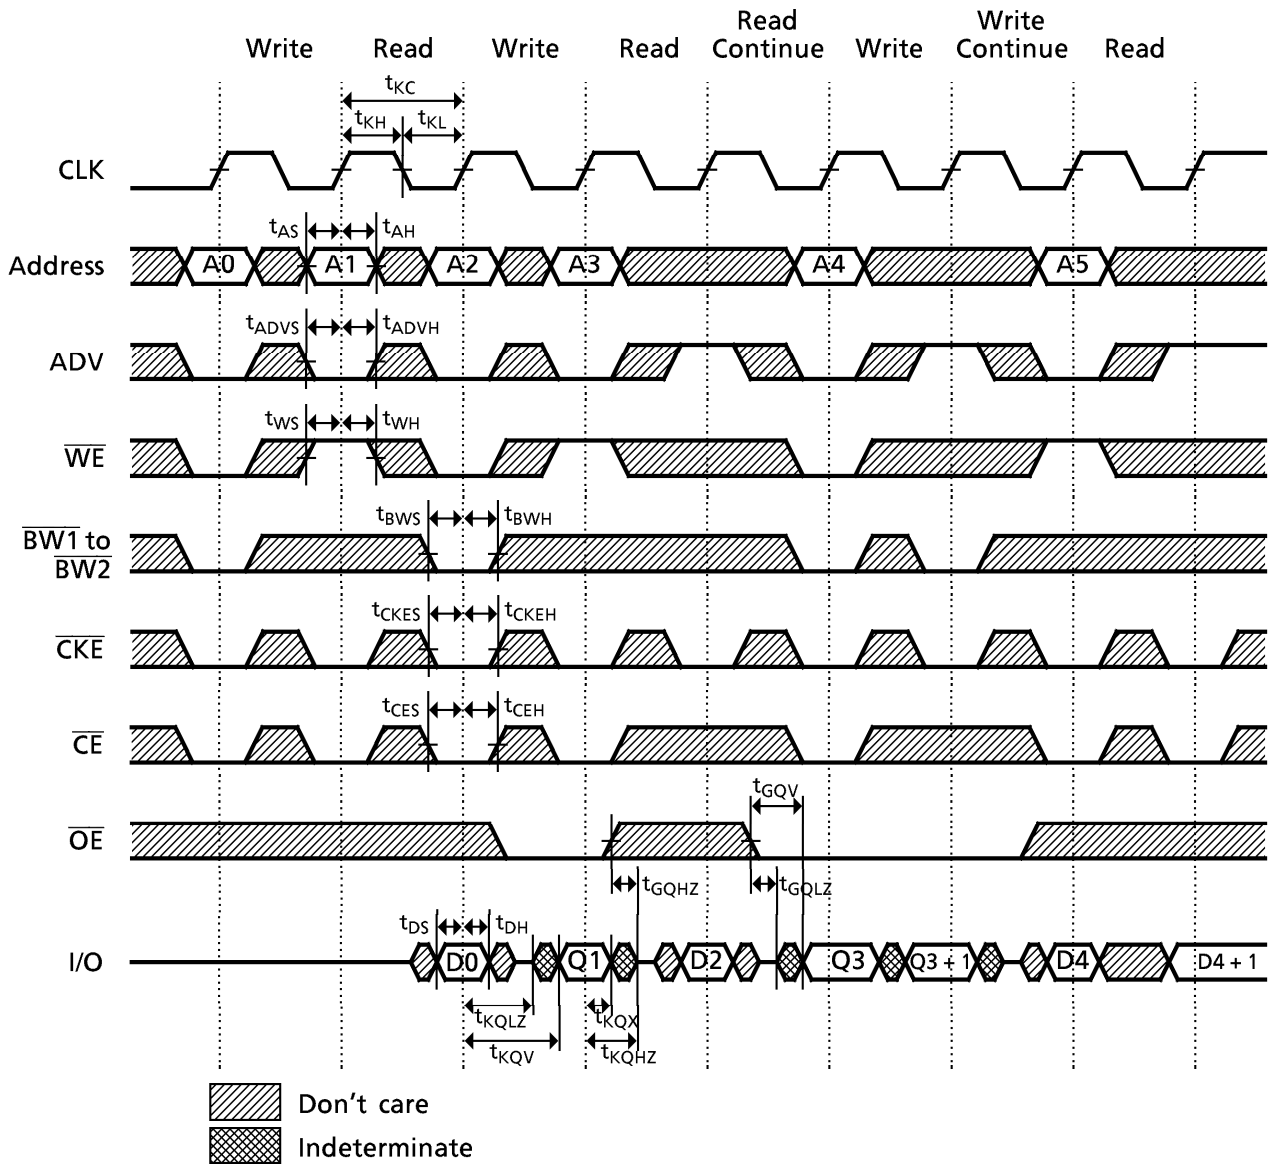 Write Read Write Read Read Continue Write Write Continue Read
tKC
tKH tKL
CLK
tAS tAH
Address A0 A1 A2 A3 A4 A5
tADVS tADVH
ADV
tWS tWH
WE
tBWS tBWH
BW1 to
BW2
tCKES tCKEH
CKE
tCES tCEH
CE
tGQV
OE
tGQHZ tGQLZ
tDS tDH
I/O D0 Q1 D2 Q3 Q3 + 1 D4 D4 + 1
tKQLZ tKQX
tKQV tKQHZ
Don't care
Indeterminate